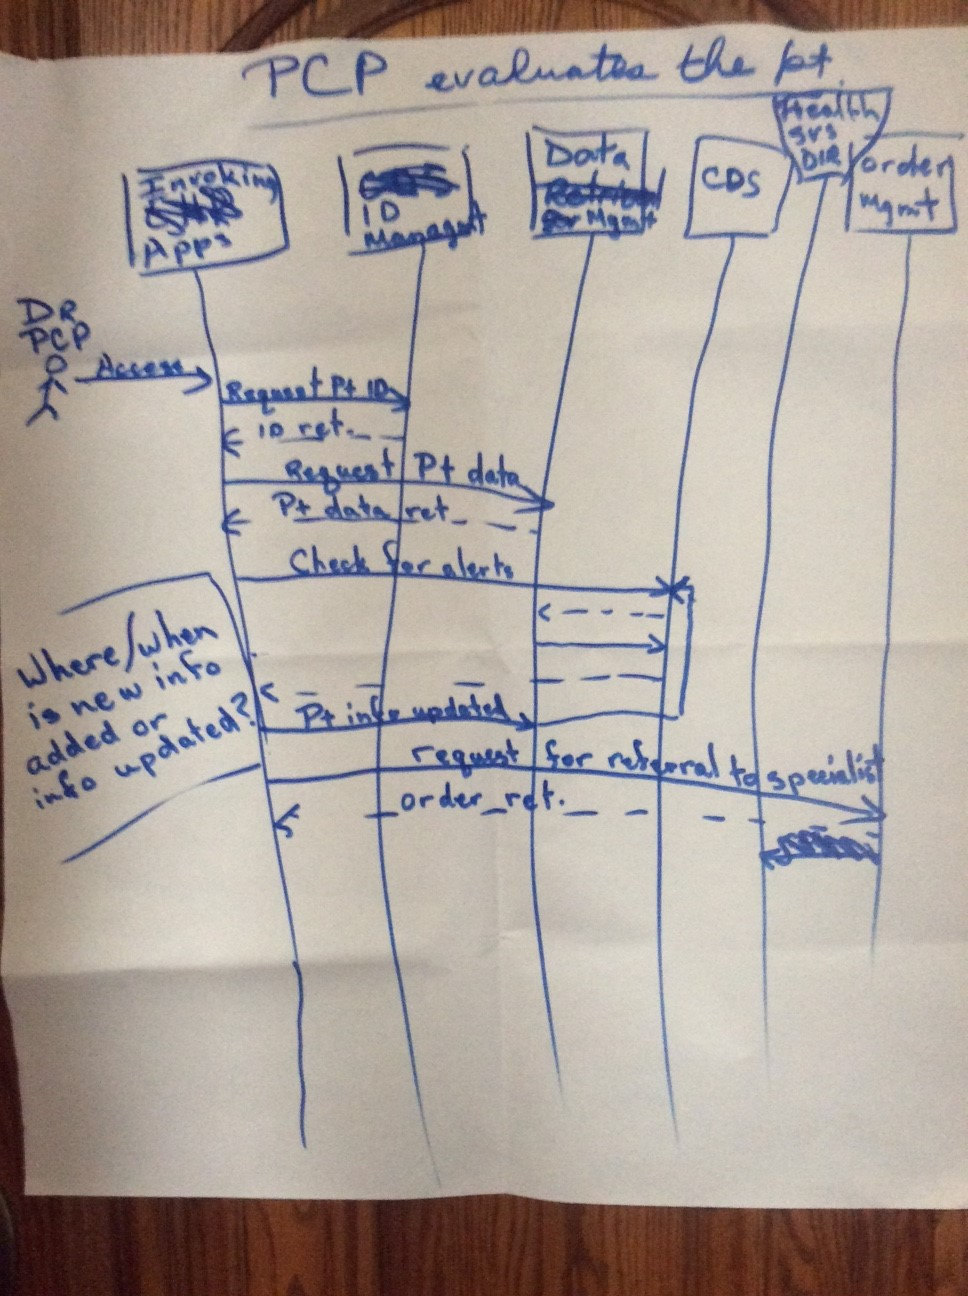 PCP evaluates the pt.
Invoking
Apps
ID
Managemt
Data
Mgmt
CDS
Health
Srs
DIR
order
Mgmt
DR
PCP
Access
Request Pt ID
ID ret.
Request Pt data
Pt data ret
Check for alerts
Where/when
is new info
added or
info updated?
Pt info updated
request for referral to specialist
order ret.